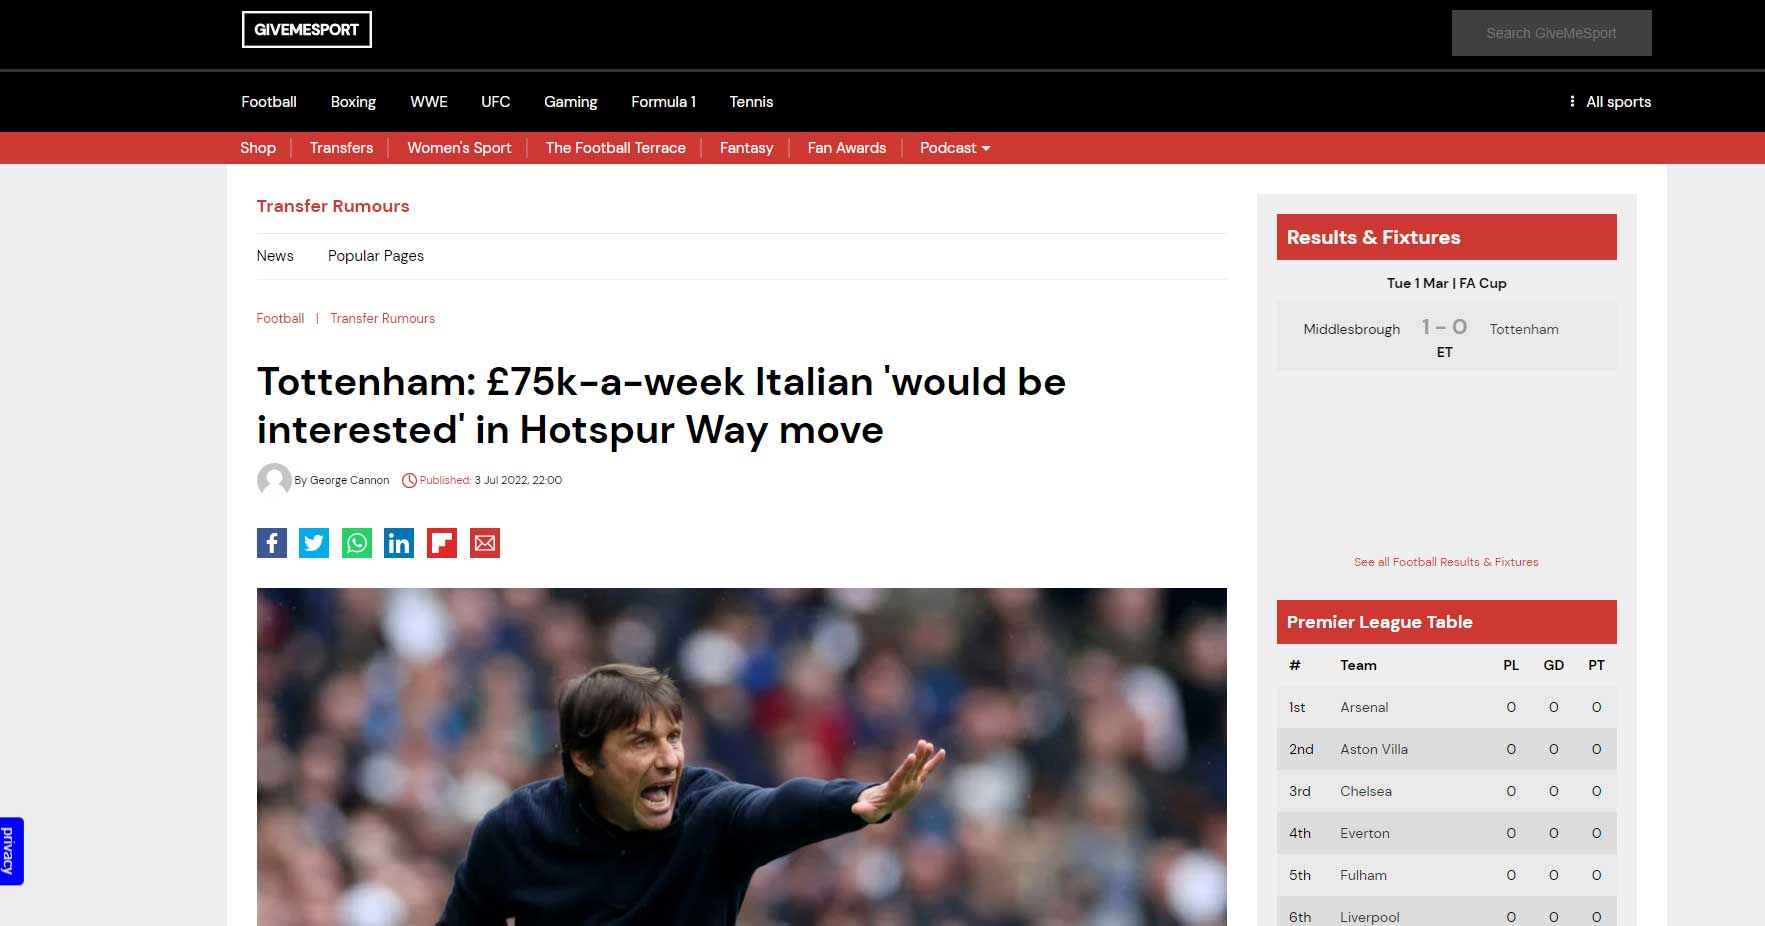 GIVEMESPORT
Search GiveMeSport
Football Boxing WWE UFC Gaming Formula 1 Tennis
All sports
Shop Transfers Women's Sport The Football Terrace Fantasy Fan Awards Podcast
Transfer Rumours
News Popular Pages
Football | Transfer Rumours
Tottenham: £75k-a-week Italian 'would be
interested' in Hotspur Way move
By George Cannon Published: 3 Jul 2022, 22:00
Results & Fixtures
Tue 1 Mar | FA Cup
Middlesbrough 1 - 0 Tottenham
ET
See all Football Results & Fixtures
Premier League Table
# Team PL GD PT
1st Arsenal 0 0 0
2nd Aston Villa 0 0 0
3rd Chelsea 0 0 0
4th Everton 0 0 0
5th Fulham 0 0 0
6th Liverpool 0 0 0
privacy